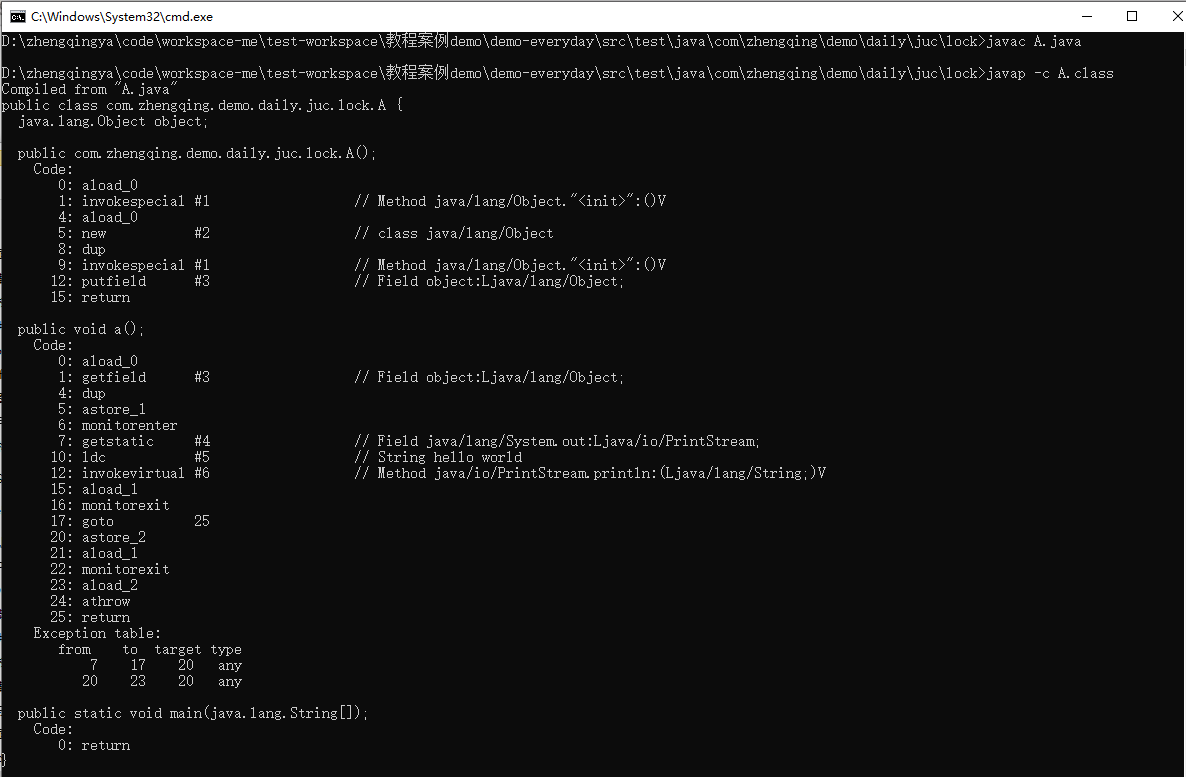 C:\Windows\System32\cmd.exe
D:\zhengqingya\code\workspace-me\test-workspace\教程案例demo\demo-everyday\src\test\java\com\zhengqing\demo\daily\juc\lock>javac A.java
D:\zhengqingya\code\workspace-me\test-workspace\教程案例demo\demo-everyday\src\test\java\com\zhengqing\demo\daily\juc\lock>javap -c A.class
Compiled from "A.java"
public class com.zhengqing.demo.daily.juc.lock.A {
  java.lang.Object object;
  public com.zhengqing.demo.daily.juc.lock.A();
    Code:
       0: aload_0
       1: invokespecial #1                  // Method java/lang/Object."<init>":()V
       4: aload_0
       5: new           #2                  // class java/lang/Object
       8: dup
       9: invokespecial #1                  // Method java/lang/Object."<init>":()V
      12: putfield      #3                  // Field object:Ljava/lang/Object;
      15: return
  public void a();
    Code:
       0: aload_0
       1: getfield      #3                  // Field object:Ljava/lang/Object;
       4: dup
       5: astore_1
       6: monitorenter
       7: getstatic     #4                  // Field java/lang/System.out:Ljava/io/PrintStream;
      10: ldc           #5                  // String hello world
      12: invokevirtual #6                  // Method java/io/PrintStream.println:(Ljava/lang/String;)V
      15: aload_1
      16: monitorexit
      17: goto          25
      20: astore_2
      21: aload_1
      22: monitorexit
      23: aload_2
      24: athrow
      25: return
    Exception table:
       from    to  target type
           7    17    20   any
          20    23    20   any
  public static void main(java.lang.String[]);
    Code:
       0: return
}